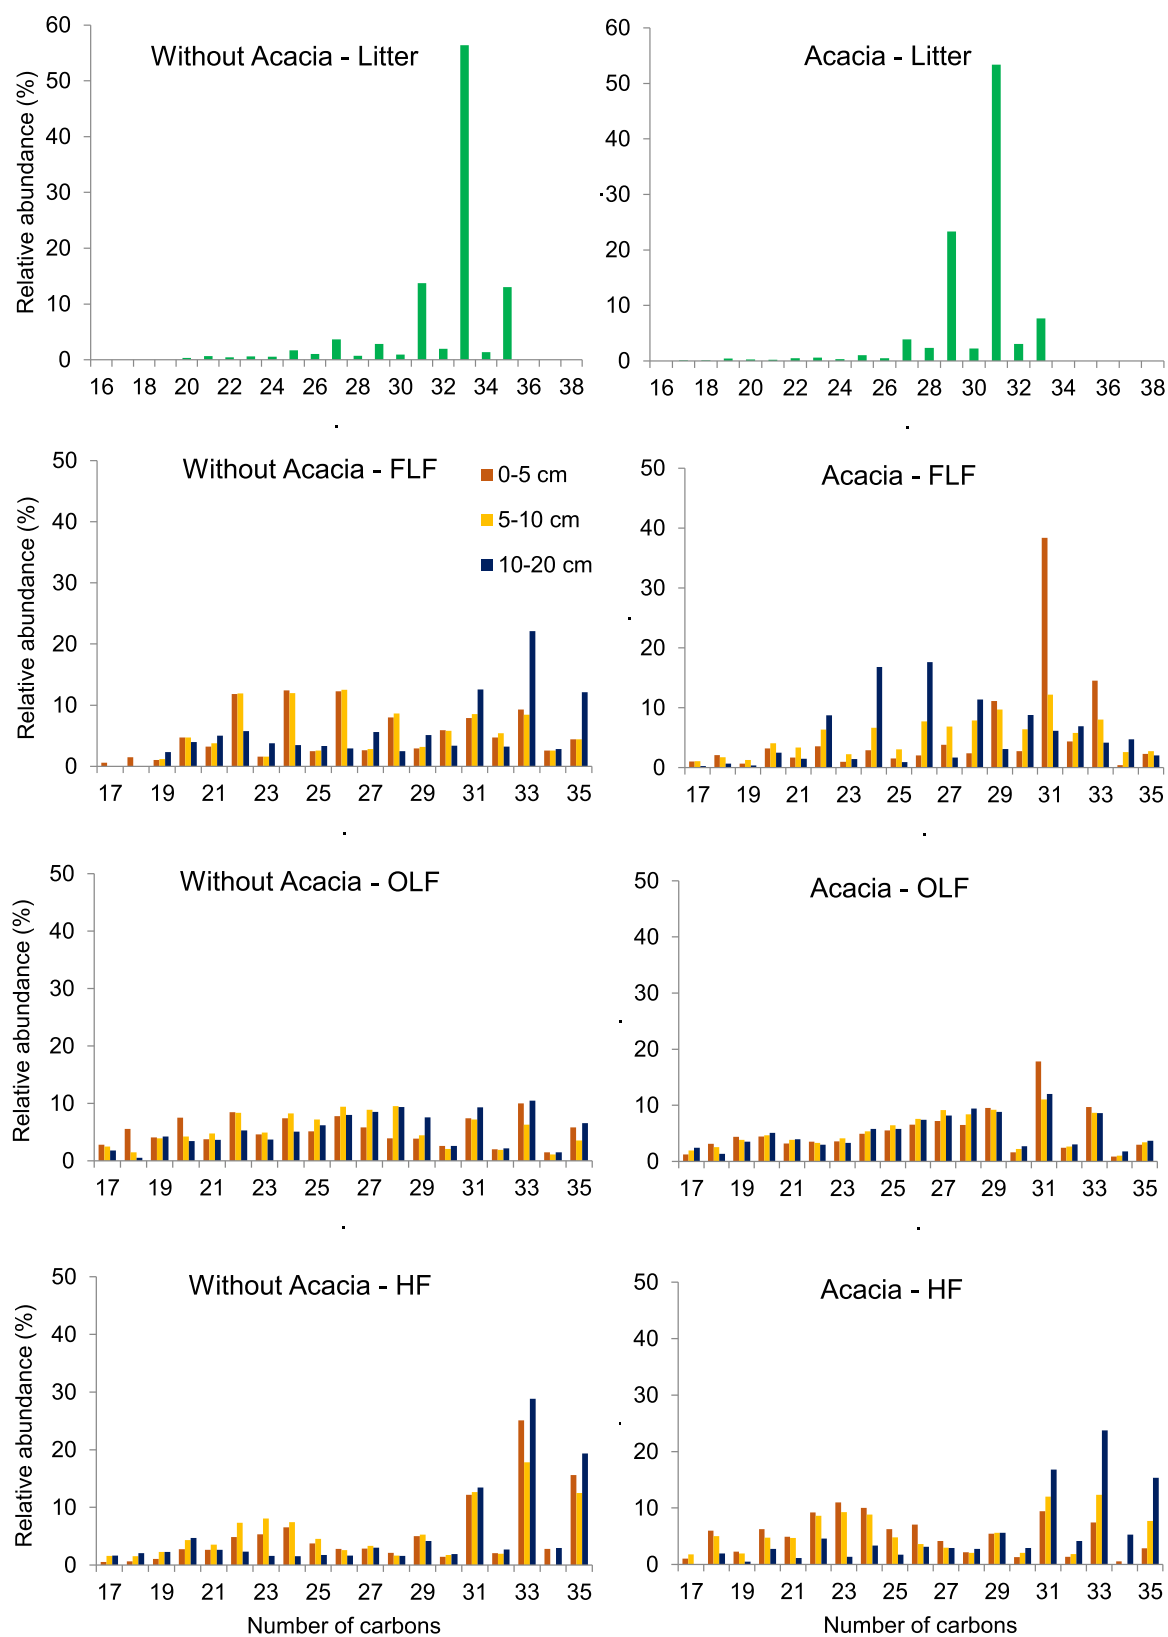 Without Acacia - Litter
Relative abundance (%)
60
50
40
30
20
10
0
16 18 20 22 24 26 28 30 32 34 36 38
Acacia - Litter
60
50
40
30
20
10
0
16 18 20 22 24 26 28 30 32 34 36 38
Without Acacia - FLF
0-5 cm
5-10 cm
10-20 cm
Relative abundance (%)
50
40
30
20
10
0
17 19 21 23 25 27 29 31 33 35
Acacia - FLF
50
40
30
20
10
0
17 19 21 23 25 27 29 31 33 35
Without Acacia - OLF
Relative abundance (%)
50
40
30
20
10
0
17 19 21 23 25 27 29 31 33 35
Acacia - OLF
50
40
30
20
10
0
17 19 21 23 25 27 29 31 33 35
Without Acacia - HF
Relative abundance (%)
50
40
30
20
10
0
17 19 21 23 25 27 29 31 33 35
Number of carbons
Acacia - HF
50
40
30
20
10
0
17 19 21 23 25 27 29 31 33 35
Number of carbons